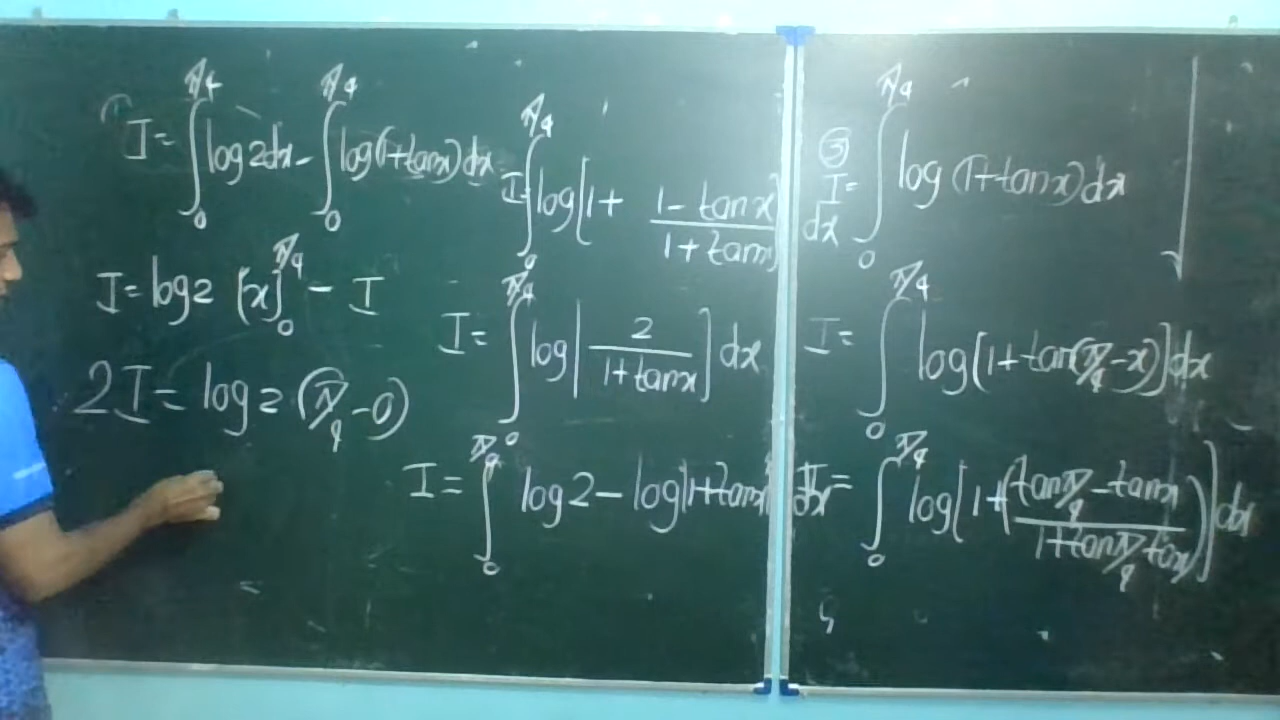 I = ∫₀^{π/4} log 2 dx - ∫₀^{π/4} log(1+tanx) dx
I = log 2 [x]₀^{π/4} - I
2I = log 2 (π/4 - 0)
I = ∫₀^{π/4} log[1 + (1 - tanx)/(1 + tanx)] dx
I = ∫₀^{π/4} log[2/(1+tanx)] dx
I = ∫₀^{π/4} log 2 - log(1+tanx) dx
③
I = ∫₀^{π/4} log (1+tanx) dx
I = ∫₀^{π/4} log[1+tan(π/4 - x)] dx
I = ∫₀^{π/4} log[1+((tan π/4 - tanx)/(1+tan π/4 tanx))] dx